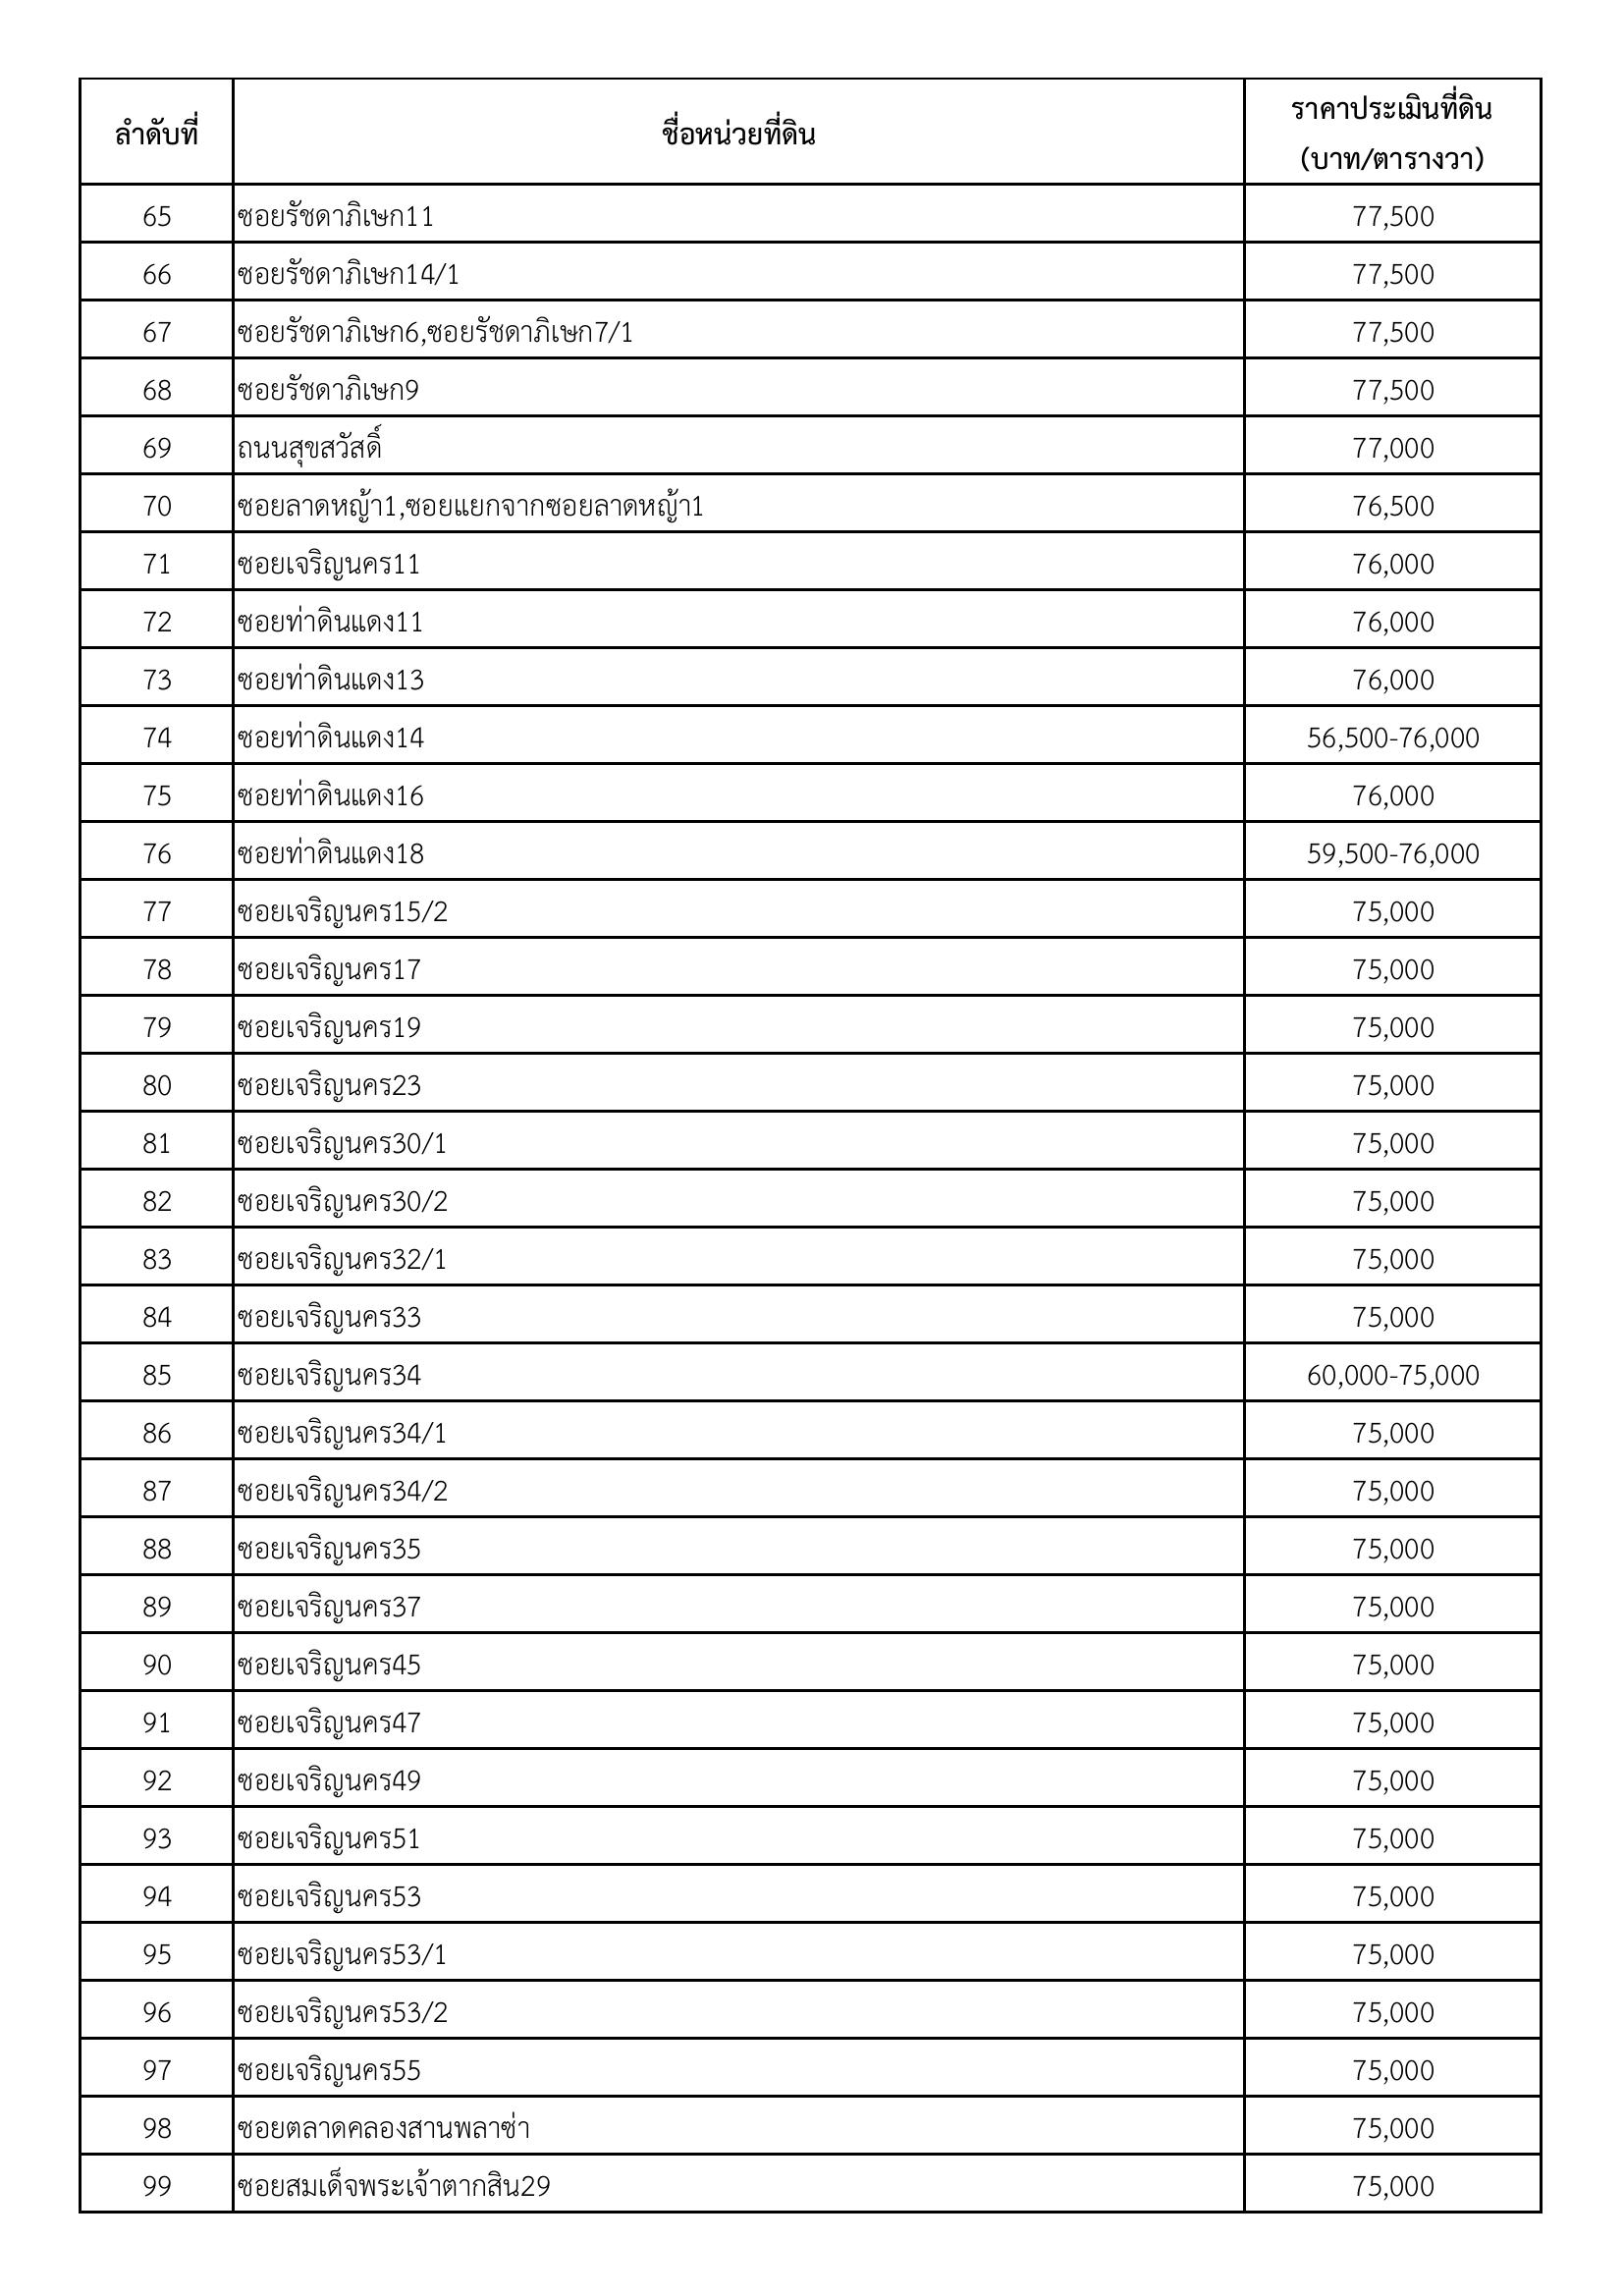 ลำดับที่ ชื่อหน่วยที่ดิน ราคาประเมินที่ดิน
(บาท/ตารางวา)
65 ซอยรัชดาภิเษก11 77,500
66 ซอยรัชดาภิเษก14/1 77,500
67 ซอยรัชดาภิเษก6,ซอยรัชดาภิเษก7/1 77,500
68 ซอยรัชดาภิเษก9 77,500
69 ถนนสุขสวัสดิ์ 77,000
70 ซอยลาดหญ้า1,ซอยแยกจากซอยลาดหญ้า1 76,500
71 ซอยเจริญนคร11 76,000
72 ซอยท่าดินแดง11 76,000
73 ซอยท่าดินแดง13 76,000
74 ซอยท่าดินแดง14 56,500-76,000
75 ซอยท่าดินแดง16 76,000
76 ซอยท่าดินแดง18 59,500-76,000
77 ซอยเจริญนคร15/2 75,000
78 ซอยเจริญนคร17 75,000
79 ซอยเจริญนคร19 75,000
80 ซอยเจริญนคร23 75,000
81 ซอยเจริญนคร30/1 75,000
82 ซอยเจริญนคร30/2 75,000
83 ซอยเจริญนคร32/1 75,000
84 ซอยเจริญนคร33 75,000
85 ซอยเจริญนคร34 60,000-75,000
86 ซอยเจริญนคร34/1 75,000
87 ซอยเจริญนคร34/2 75,000
88 ซอยเจริญนคร35 75,000
89 ซอยเจริญนคร37 75,000
90 ซอยเจริญนคร45 75,000
91 ซอยเจริญนคร47 75,000
92 ซอยเจริญนคร49 75,000
93 ซอยเจริญนคร51 75,000
94 ซอยเจริญนคร53 75,000
95 ซอยเจริญนคร53/1 75,000
96 ซอยเจริญนคร53/2 75,000
97 ซอยเจริญนคร55 75,000
98 ซอยตลาดคลองสานพลาซ่า 75,000
99 ซอยสมเด็จพระเจ้าตากสิน29 75,000